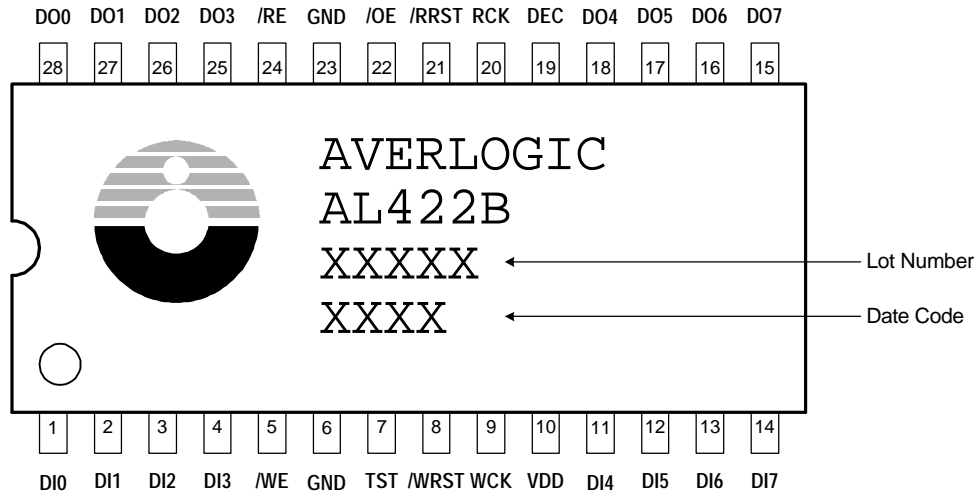 DO0 DO1 DO2 DO3 /RE GND /OE /RRST RCK DEC DO4 DO5 DO6 DO7
28 27 26 25 24 23 22 21 20 19 18 17 16 15
AVERLOGIC
AL422B
XXXXX
Lot Number
XXXX
Date Code
1 2 3 4 5 6 7 8 9 10 11 12 13 14
DI0 DI1 DI2 DI3 /WE GND TST /WRST WCK VDD DI4 DI5 DI6 DI7